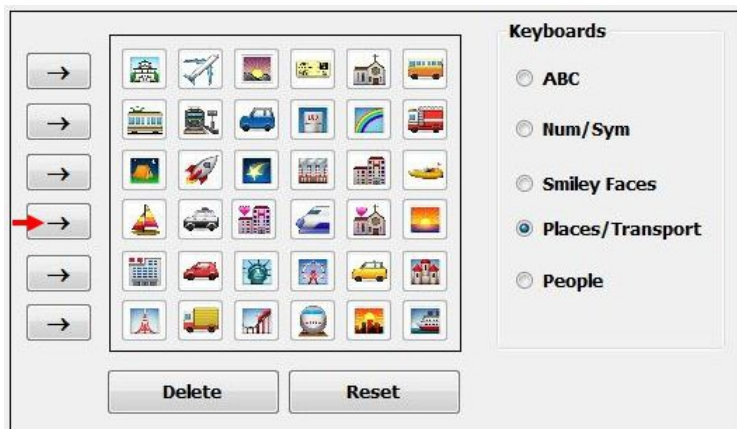 Keyboards
→
ABC
→
Num/Sym
→
Smiley Faces
→
Places/Transport
→
People
→
Delete
Reset